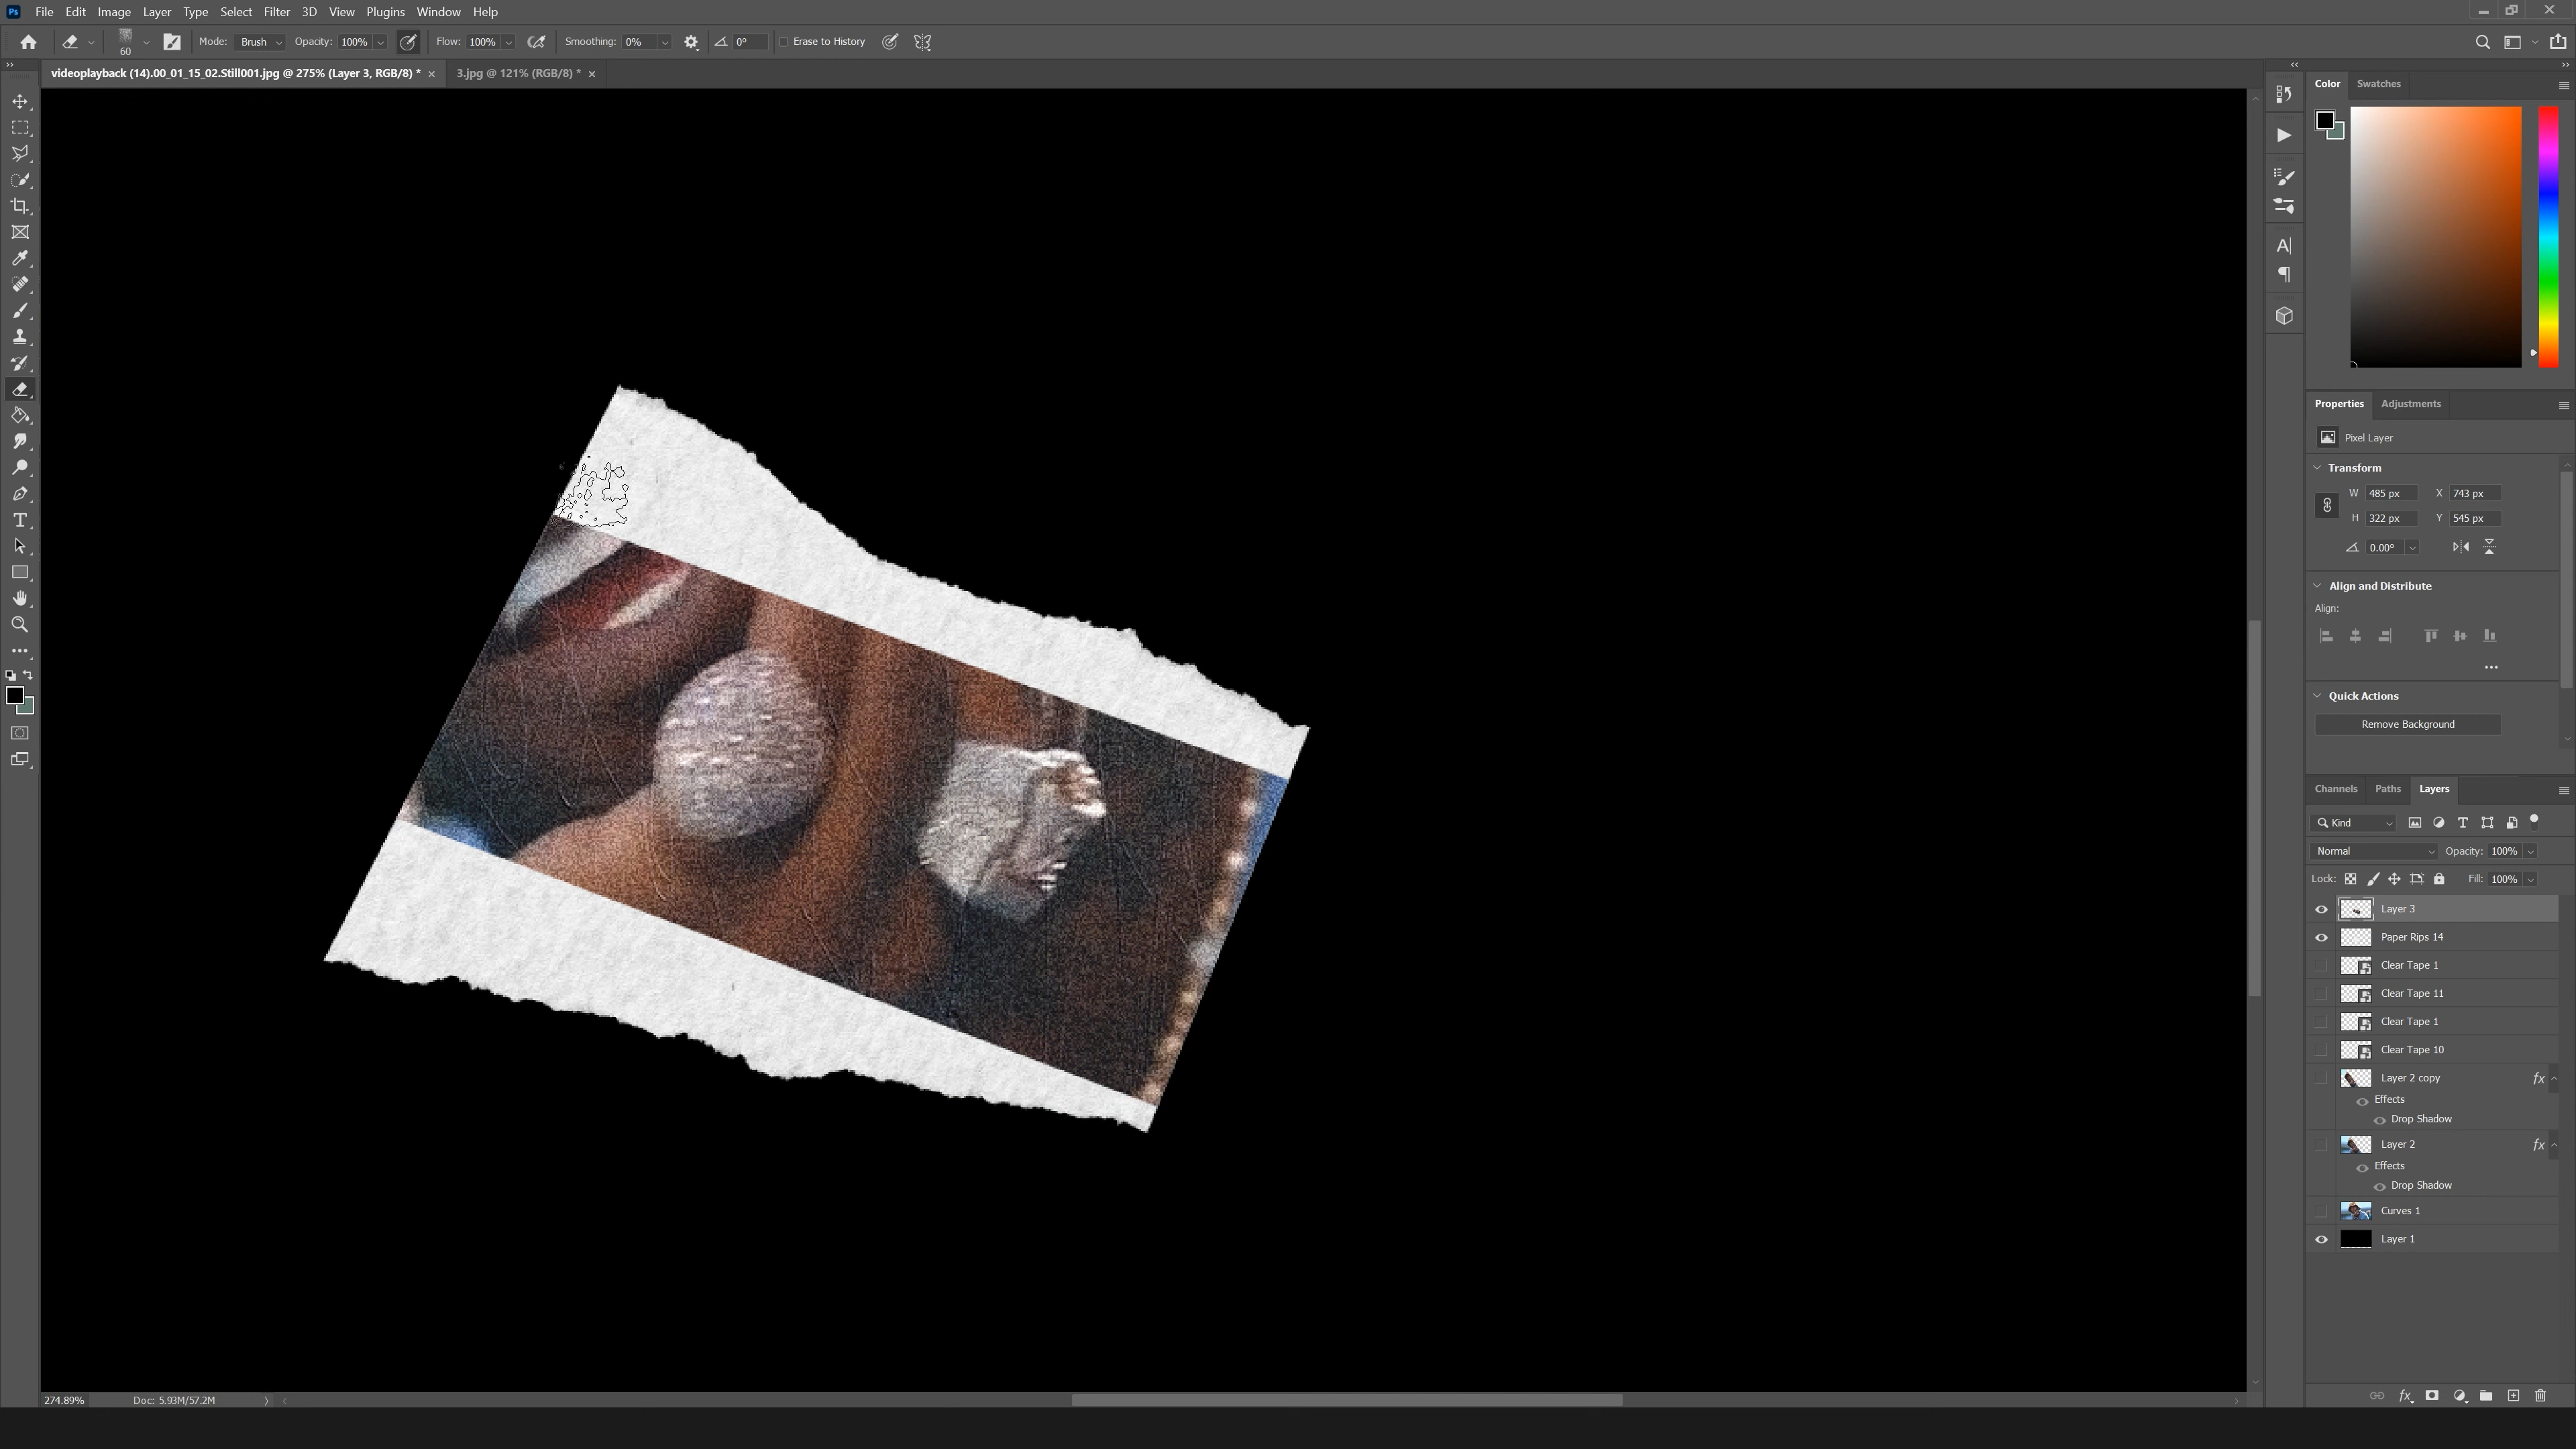 Ps File Edit Image Layer Type Select Filter 3D View Plugins Window Help
60 Mode: Brush Opacity: 100% Flow: 100% Smoothing: 0% 0° Erase to History
videoplayback (14).00_01_15_02.Still001.jpg @ 275% (Layer 3, RGB/8) * × 3.jpg @ 121% (RGB/8) * ×
Color Swatches
Properties Adjustments
Pixel Layer
Transform
W 485 px X 743 px
H 322 px Y 545 px
0.00°
Align and Distribute
Align:
Quick Actions
Remove Background
Channels Paths Layers
Kind
Normal Opacity: 100%
Lock: Fill: 100%
Layer 3
Paper Rips 14
Clear Tape 1
Clear Tape 11
Clear Tape 1
Clear Tape 10
Layer 2 copy fx
Effects
Drop Shadow
Layer 2 fx
Effects
Drop Shadow
Curves 1
Layer 1
fx
274.89% Doc: 5.93M/57.2M